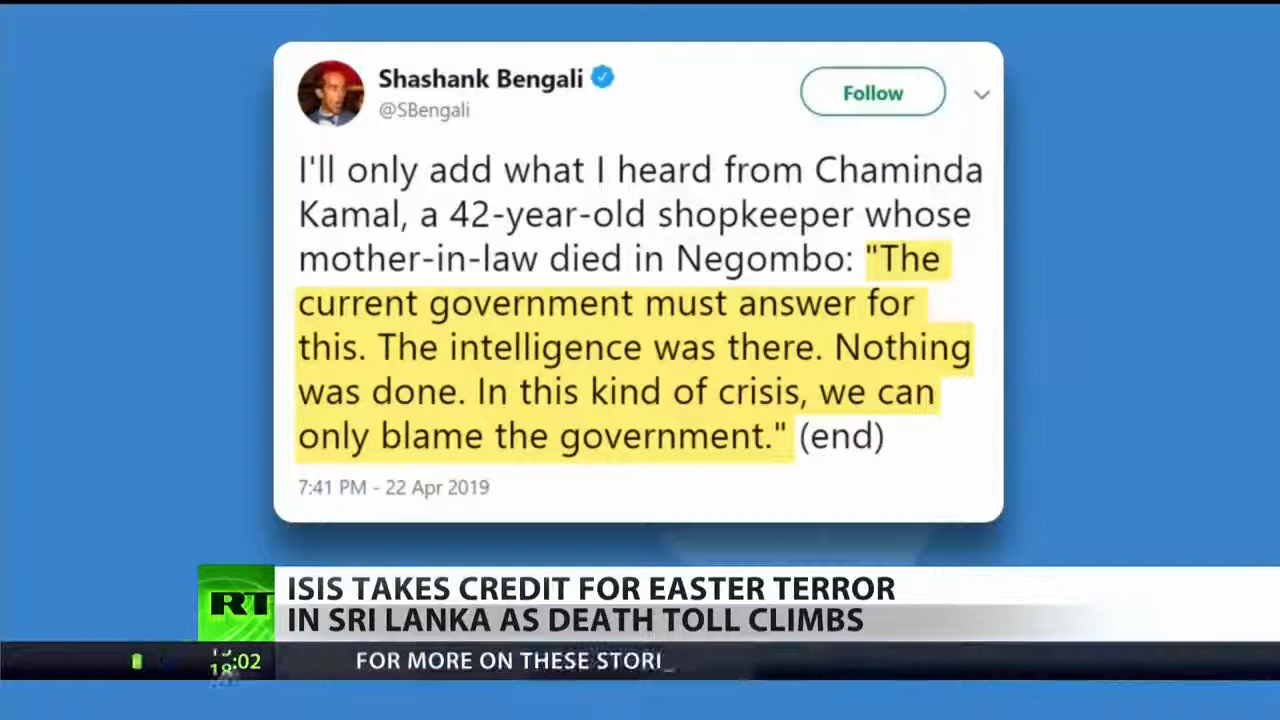 Shashank Bengali
@SBengali
Follow
I'll only add what I heard from Chaminda
Kamal, a 42-year-old shopkeeper whose
mother-in-law died in Negombo: "The
current government must answer for
this. The intelligence was there. Nothing
was done. In this kind of crisis, we can
only blame the government." (end)
7:41 PM - 22 Apr 2019
RT
ISIS TAKES CREDIT FOR EASTER TERROR
IN SRI LANKA AS DEATH TOLL CLIMBS
:02
FOR MORE ON THESE STORI_